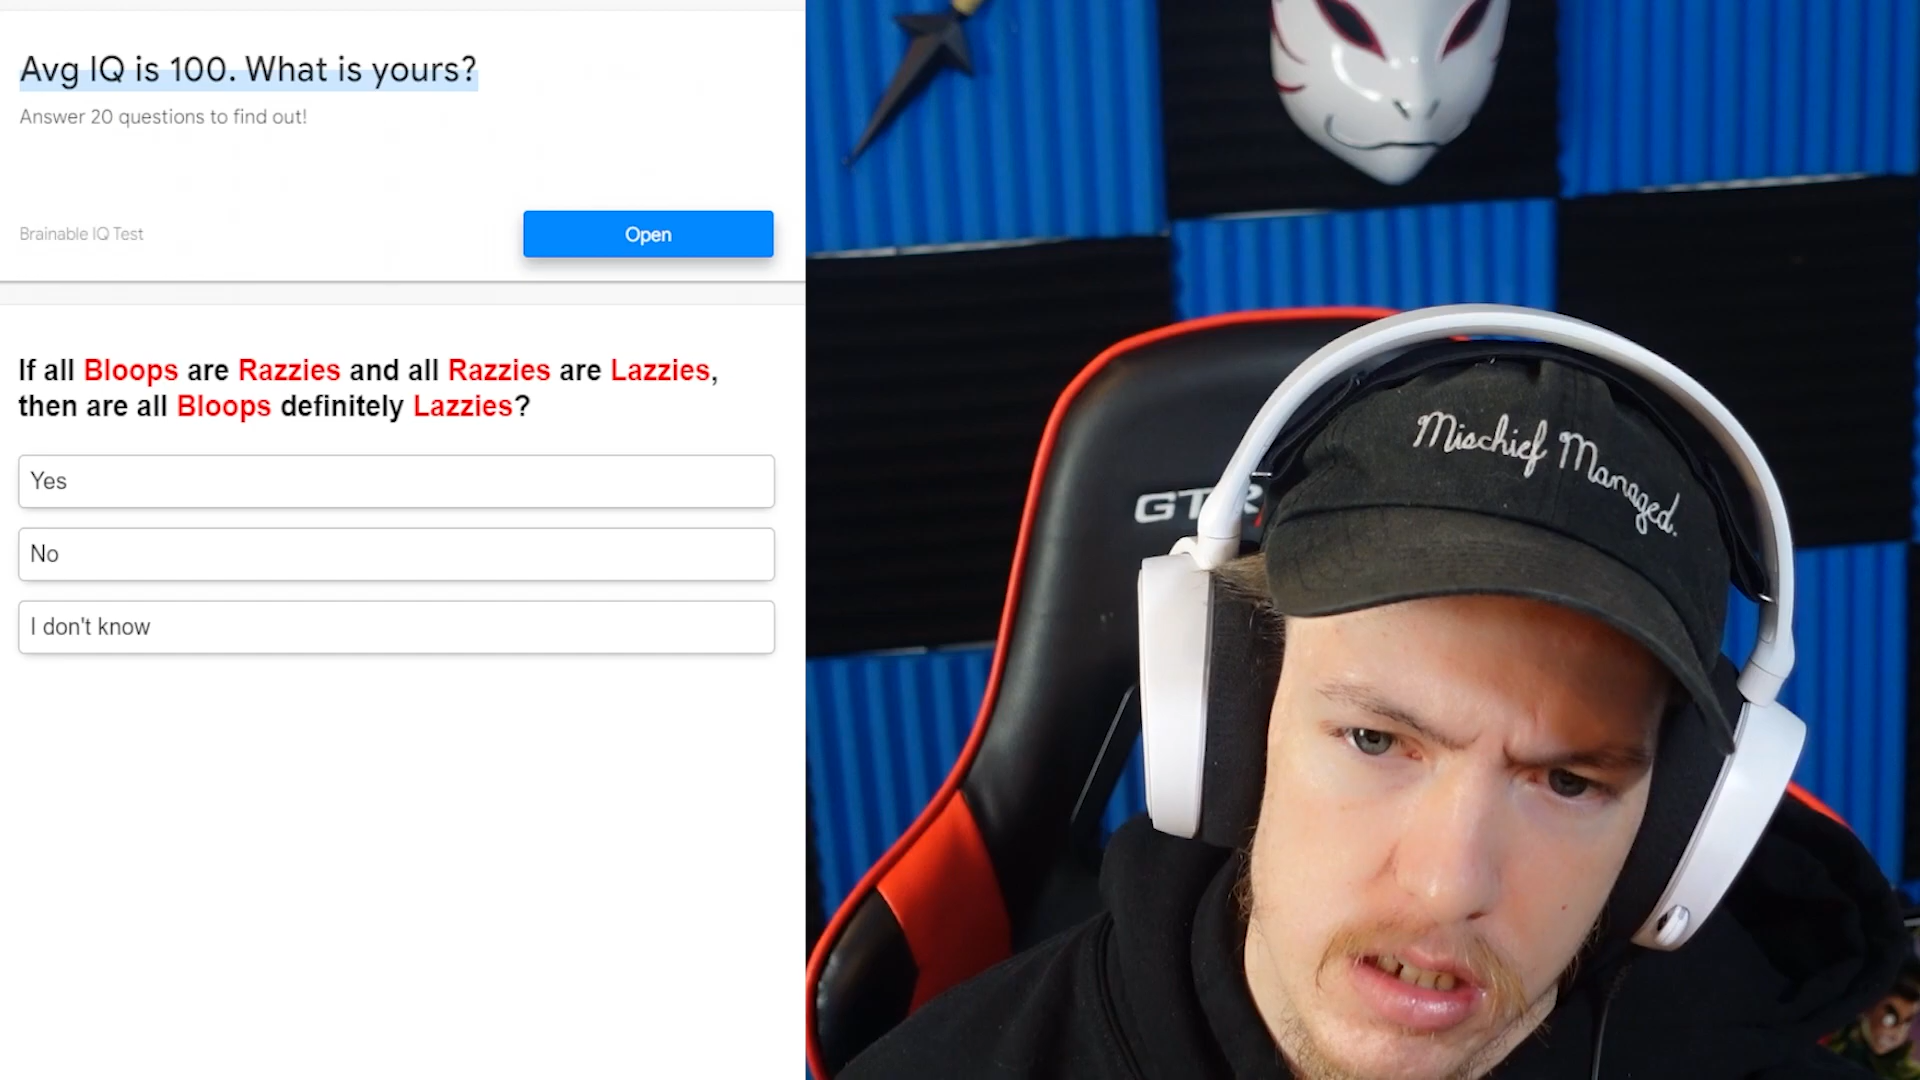 Avg IQ is 100. What is yours?
Answer 20 questions to find out!
Brainable IQ Test
Open
If all Bloops are Razzies and all Razzies are Lazzies,
then are all Bloops definitely Lazzies?
Yes
No
I don't know
Mischief Managed.
GTR